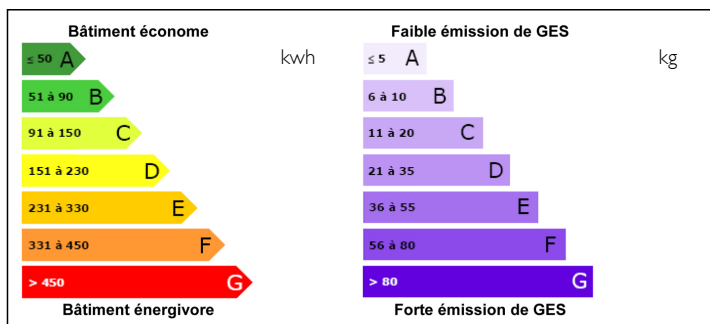 Bâtiment économe
kwh
≤ 50 A
51 à 90 B
91 à 150 C
151 à 230 D
231 à 330 E
331 à 450 F
> 450 G
Bâtiment énergivore
Faible émission de GES
kg
≤ 5 A
6 à 10 B
11 à 20 C
21 à 35 D
36 à 55 E
56 à 80 F
> 80 G
Forte émission de GES